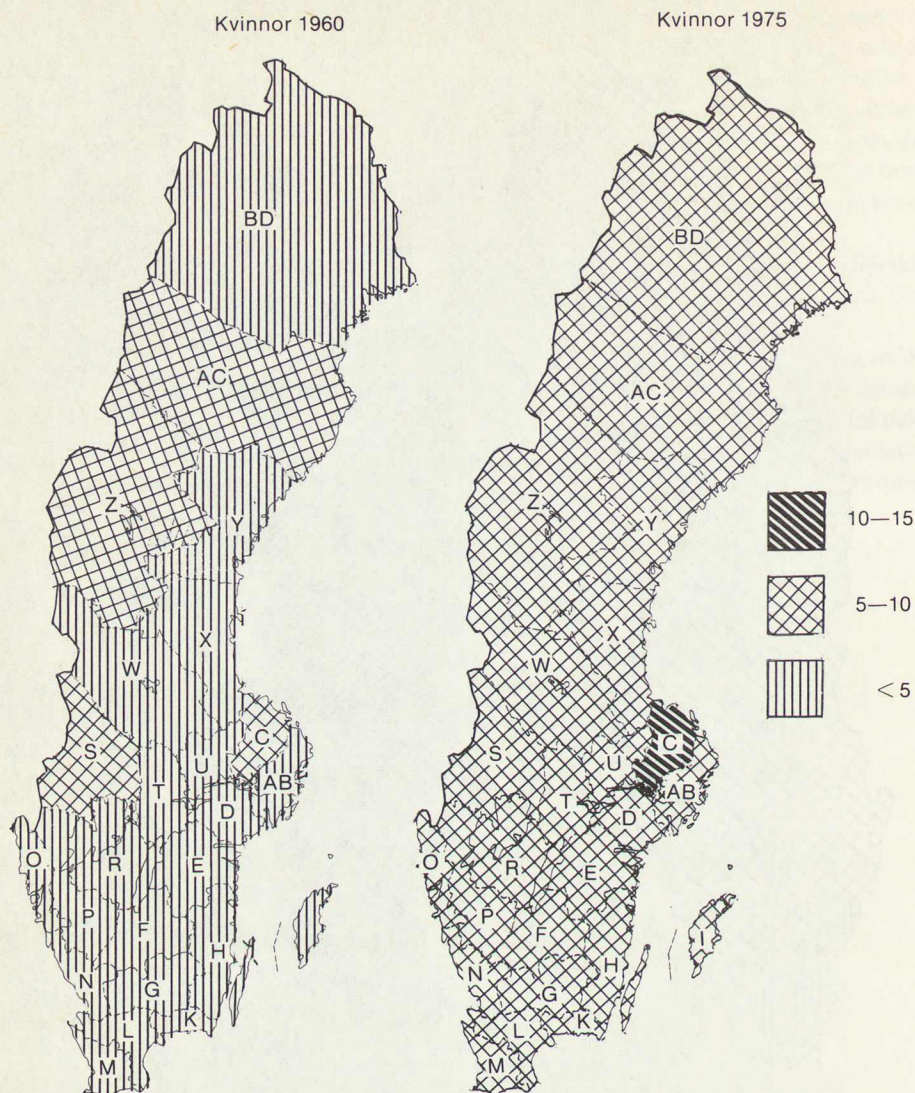 Kvinnor 1960
BD
AC
Z
Y
X
W
S
C
U
AB
T
D
O
R
E
P
F
H
N
G
K
L
M
Kvinnor 1975
BD
AC
Z
Y
X
W
C
S
U
AB
T
D
O
R
E
P
F
I
H
N
G
K
L
M
10—15
5—10
<5